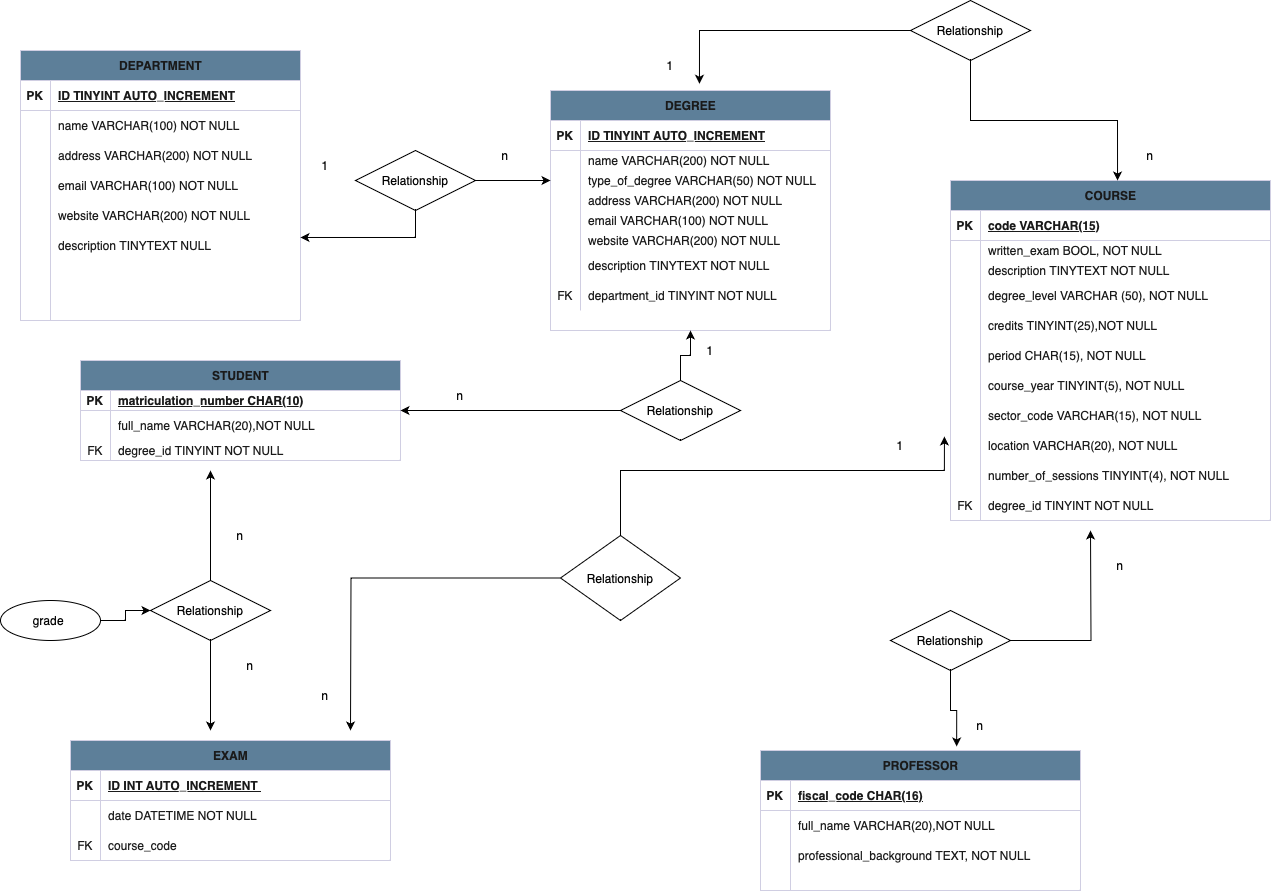 Relationship
1
n
DEPARTMENT
PK ID TINYINT AUTO_INCREMENT
name VARCHAR(100) NOT NULL
address VARCHAR(200) NOT NULL
email VARCHAR(100) NOT NULL
website VARCHAR(200) NOT NULL
description TINYTEXT NULL
1
Relationship
n
DEGREE
PK ID TINYINT AUTO_INCREMENT
name VARCHAR(200) NOT NULL
type_of_degree VARCHAR(50) NOT NULL
address VARCHAR(200) NOT NULL
email VARCHAR(100) NOT NULL
website VARCHAR(200) NOT NULL
description TINYTEXT NOT NULL
FK department_id TINYINT NOT NULL
COURSE
PK code VARCHAR(15)
written_exam BOOL, NOT NULL
description TINYTEXT NOT NULL
degree_level VARCHAR (50), NOT NULL
credits TINYINT(25),NOT NULL
period CHAR(15), NOT NULL
course_year TINYINT(5), NOT NULL
sector_code VARCHAR(15), NOT NULL
location VARCHAR(20), NOT NULL
number_of_sessions TINYINT(4), NOT NULL
FK degree_id TINYINT NOT NULL
1
n
Relationship
STUDENT
PK matriculation_number CHAR(10)
full_name VARCHAR(20),NOT NULL
FK degree_id TINYINT NOT NULL
1
n
Relationship
n
n
grade
Relationship
n
n
Relationship
n
EXAM
PK ID INT AUTO_INCREMENT
date DATETIME NOT NULL
FK course_code
PROFESSOR
PK fiscal_code CHAR(16)
full_name VARCHAR(20),NOT NULL
professional_background TEXT, NOT NULL